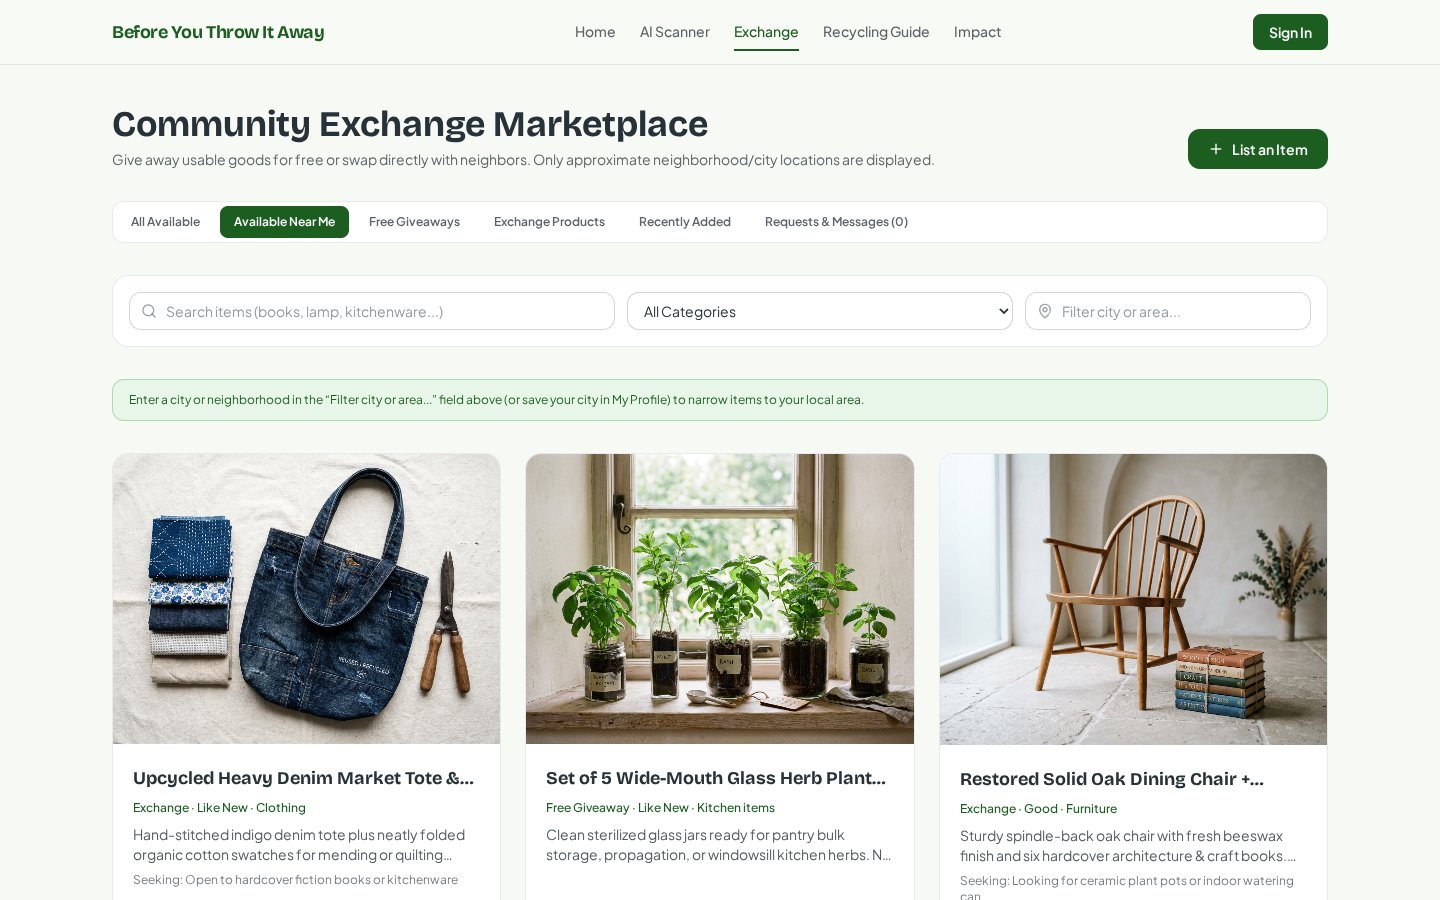 Before You Throw It Away
Home
AI Scanner
Exchange
Recycling Guide
Impact
Sign In
Community Exchange Marketplace
Give away usable goods for free or swap directly with neighbors. Only approximate neighborhood/city locations are displayed.
+ List an Item
All Available
Available Near Me
Free Giveaways
Exchange Products
Recently Added
Requests & Messages (0)
Search items (books, lamp, kitchenware...)
All Categories
Filter city or area...
Enter a city or neighborhood in the “Filter city or area...” field above (or save your city in My Profile) to narrow items to your local area.
REUSED & RECYCLED
MINT
BASIL
BASIL
Upcycled Heavy Denim Market Tote &...
Exchange · Like New · Clothing
Hand-stitched indigo denim tote plus neatly folded
organic cotton swatches for mending or quilting...
Seeking: Open to hardcover fiction books or kitchenware
Set of 5 Wide-Mouth Glass Herb Plant...
Free Giveaway · Like New · Kitchen items
Clean sterilized glass jars ready for pantry bulk
storage, propagation, or windowsill kitchen herbs. N...
Restored Solid Oak Dining Chair +...
Exchange · Good · Furniture
Sturdy spindle-back oak chair with fresh beeswax
finish and six hardcover architecture & craft books....
Seeking: Looking for ceramic plant pots or indoor watering
can